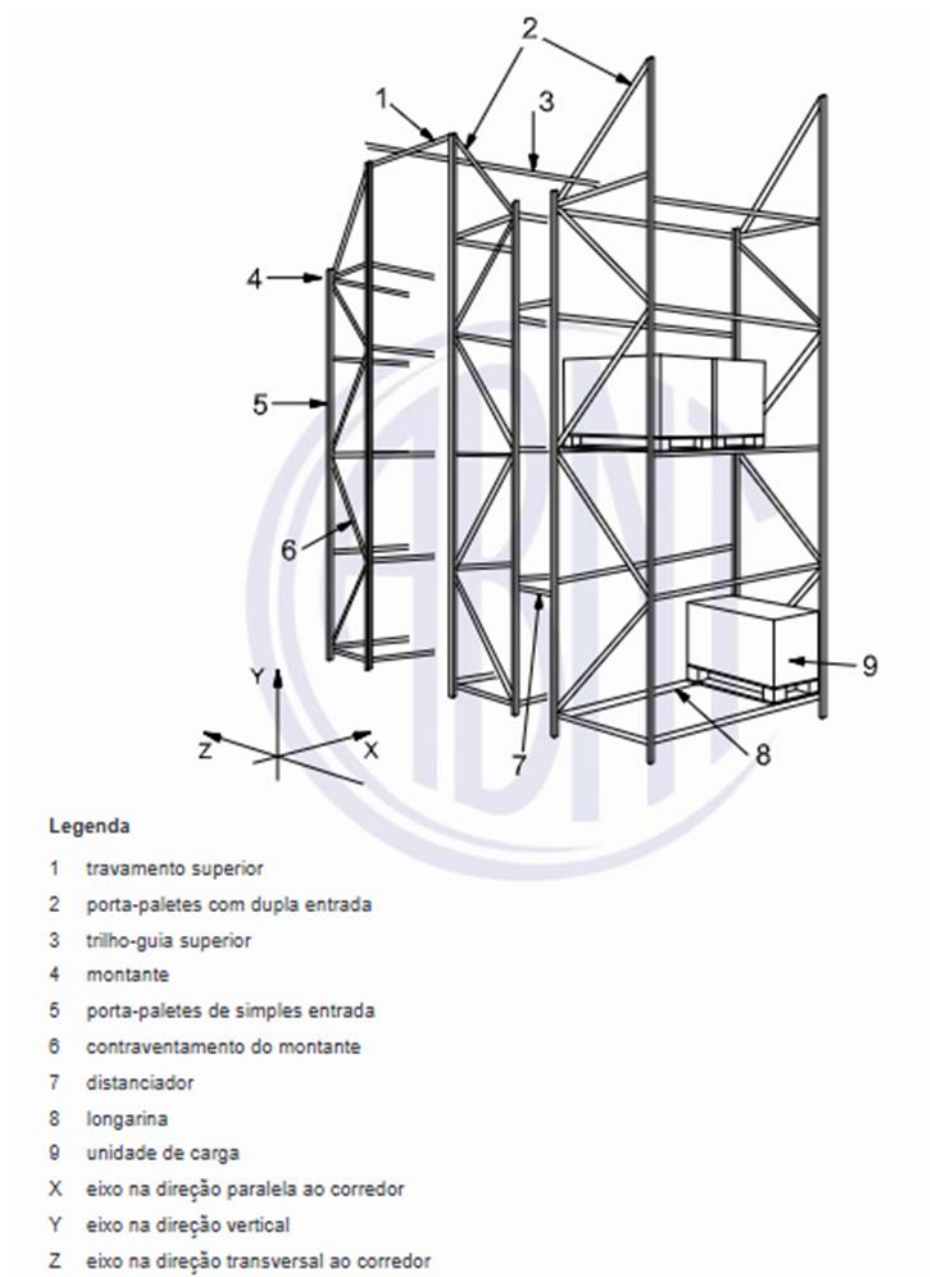 2
1
3
4
5
6
9
Y
Z
X
7
8
ABNT
Legenda
1 travamento superior
2 porta-paletes com dupla entrada
3 trilho-guia superior
4 montante
5 porta-paletes de simples entrada
6 contraventamento do montante
7 distanciador
8 longarina
9 unidade de carga
X eixo na direção paralela ao corredor
Y eixo na direção vertical
Z eixo na direção transversal ao corredor